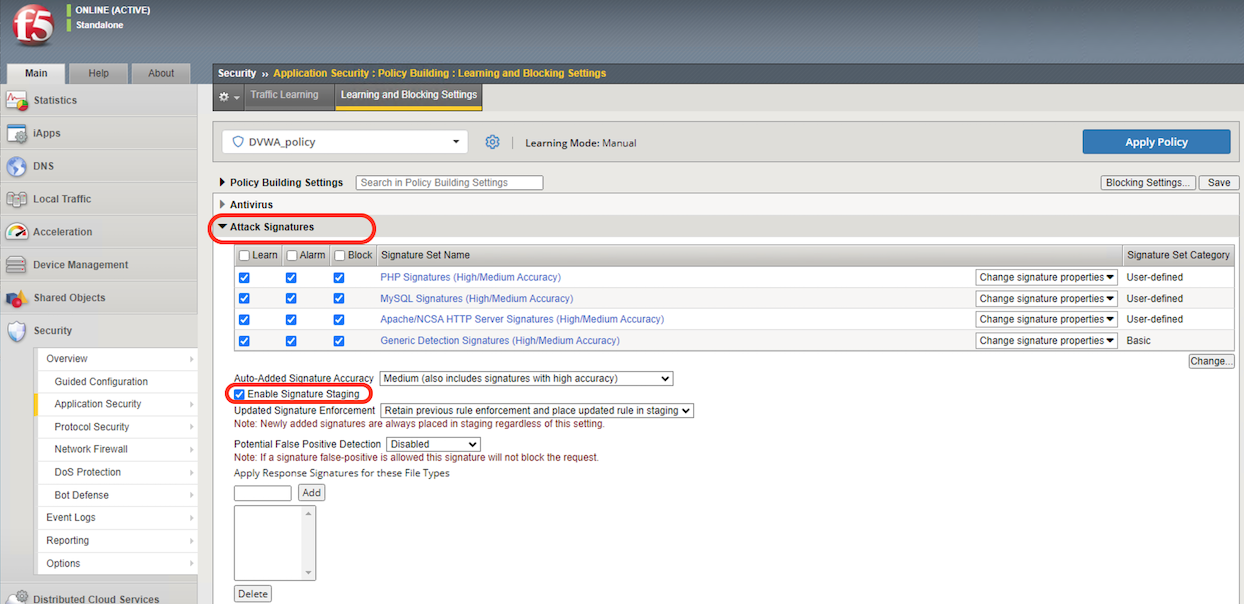 f5
ONLINE (ACTIVE)
Standalone
Main Help About
Statistics
iApps
DNS
Local Traffic
Acceleration
Device Management
Shared Objects
Security
Overview
Guided Configuration
Application Security
Protocol Security
Network Firewall
DoS Protection
Bot Defense
Event Logs
Reporting
Options
Distributed Cloud Services
Security ›› Application Security : Policy Building : Learning and Blocking Settings
Traffic Learning Learning and Blocking Settings
DVWA_policy Learning Mode: Manual Apply Policy
Policy Building Settings Search in Policy Building Settings Blocking Settings... Save
Antivirus
Attack Signatures
Learn Alarm Block Signature Set Name Signature Set Category
PHP Signatures (High/Medium Accuracy) Change signature properties User-defined
MySQL Signatures (High/Medium Accuracy) Change signature properties User-defined
Apache/NCSA HTTP Server Signatures (High/Medium Accuracy) Change signature properties User-defined
Generic Detection Signatures (High/Medium Accuracy) Change signature properties Basic
Change...
Auto-Added Signature Accuracy Medium (also includes signatures with high accuracy)
Enable Signature Staging
Updated Signature Enforcement Retain previous rule enforcement and place updated rule in staging
Note: Newly added signatures are always placed in staging regardless of this setting.
Potential False Positive Detection Disabled
Note: If a signature false-positive is allowed this signature will not block the request.
Apply Response Signatures for these File Types
Add
Delete